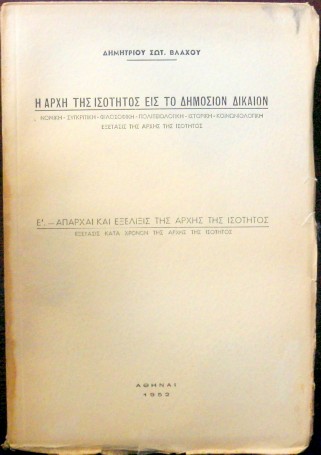 ΔΗΜΗΤΡΙΟΥ ΣΩΤ. ΒΛΑΧΟΥ
Η ΑΡΧΗ ΤΗΣ ΙΣΟΤΗΤΟΣ ΕΙΣ ΤΟ ΔΗΜΟΣΙΟΝ ΔΙΚΑΙΟΝ
ΝΟΜΙΚΗ - ΣΥΓΚΡΙΤΙΚΗ - ΦΙΛΟΣΟΦΙΚΗ - ΠΟΛΙΤΕΙΟΛΟΓΙΚΗ - ΙΣΤΟΡΙΚΗ - ΚΟΙΝΩΝΙΟΛΟΓΙΚΗ
ΕΞΕΤΑΣΙΣ ΤΗΣ ΑΡΧΗΣ ΤΗΣ ΙΣΟΤΗΤΟΣ
Ε'. — ΑΠΑΡΧΑΙ ΚΑΙ ΕΞΕΛΙΞΙΣ ΤΗΣ ΑΡΧΗΣ ΤΗΣ ΙΣΟΤΗΤΟΣ
ΕΞΕΤΑΣΙΣ ΚΑΤΑ ΧΡΟΝΟΝ ΤΗΣ ΑΡΧΗΣ ΤΗΣ ΙΣΟΤΗΤΟΣ
ΑΘΗΝΑΙ
1952